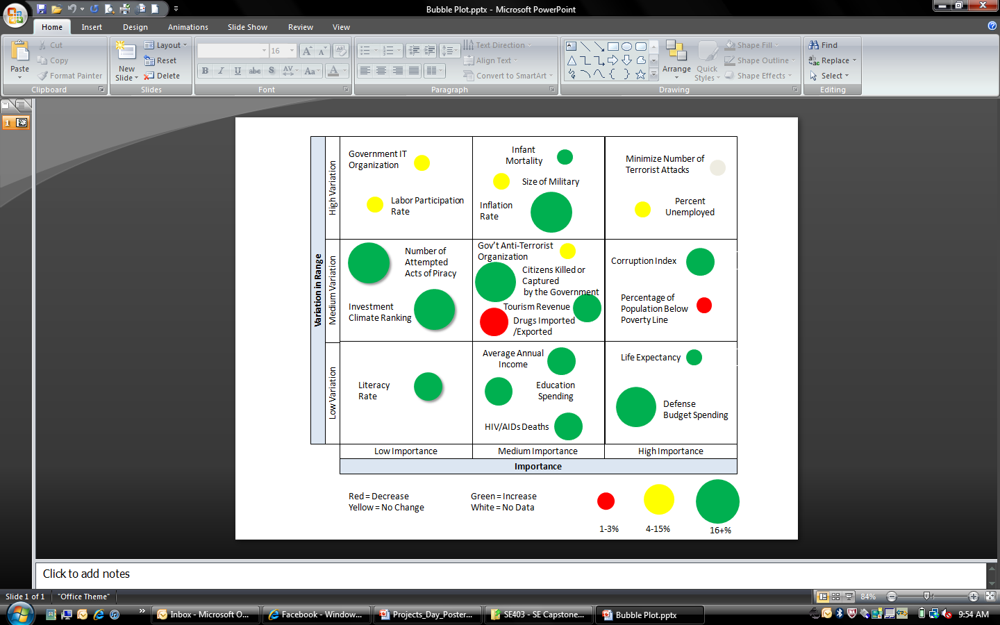 Bubble Plot.pptx - Microsoft PowerPoint
Home Insert Design Animations Slide Show Review View
Paste
Cut
Copy
Format Painter
Clipboard
New
Slide
Layout
Reset
Delete
Slides
16
B I U abc S AV Aa A
Font
Text Direction
Align Text
Convert to SmartArt
Paragraph
Arrange
Quick
Styles
Shape Fill
Shape Outline
Shape Effects
Drawing
Find
Replace
Select
Editing
1
Variation in Range
High Variation
Government IT
Organization
Labor Participation
Rate
Infant
Mortality
Size of Military
Inflation
Rate
Minimize Number of
Terrorist Attacks
Percent
Unemployed
Medium Variation
Number of
Attempted
Acts of Piracy
Investment
Climate Ranking
Gov't Anti-Terrorist
Organization
Citizens Killed or
Captured
by the Government
Tourism Revenue
Drugs Imported
/Exported
Corruption Index
Percentage of
Population Below
Poverty Line
Low Variation
Literacy
Rate
Average Annual
Income
Education
Spending
HIV/AIDs Deaths
Life Expectancy
Defense
Budget Spending
Low Importance Medium Importance High Importance
Importance
Red = Decrease Green = Increase
Yellow = No Change White = No Data
1-3% 4-15% 16+%
Click to add notes
Slide 1 of 1 "Office Theme" 84%
Inbox - Microsoft O... Facebook - Window... Projects_Day_Poster... SE403 - SE Capstone... Bubble Plot.pptx 9:54 AM